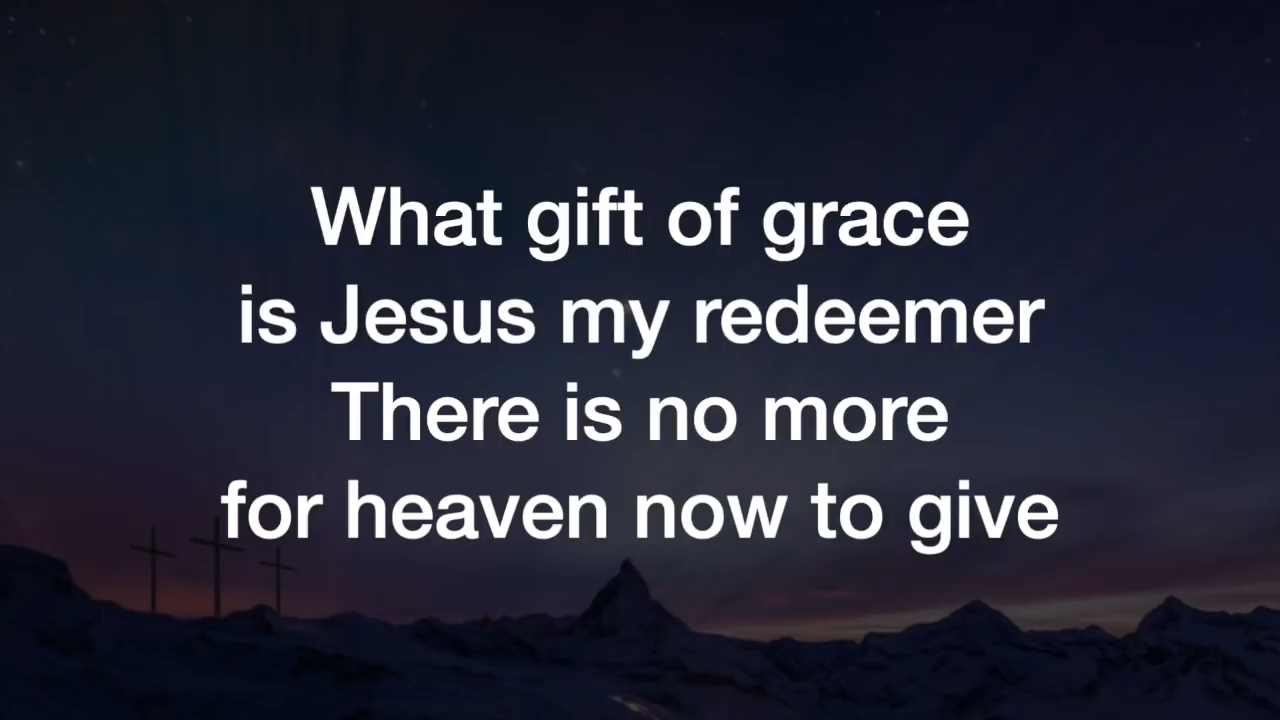 What gift of grace
is Jesus my redeemer
There is no more
for heaven now to give